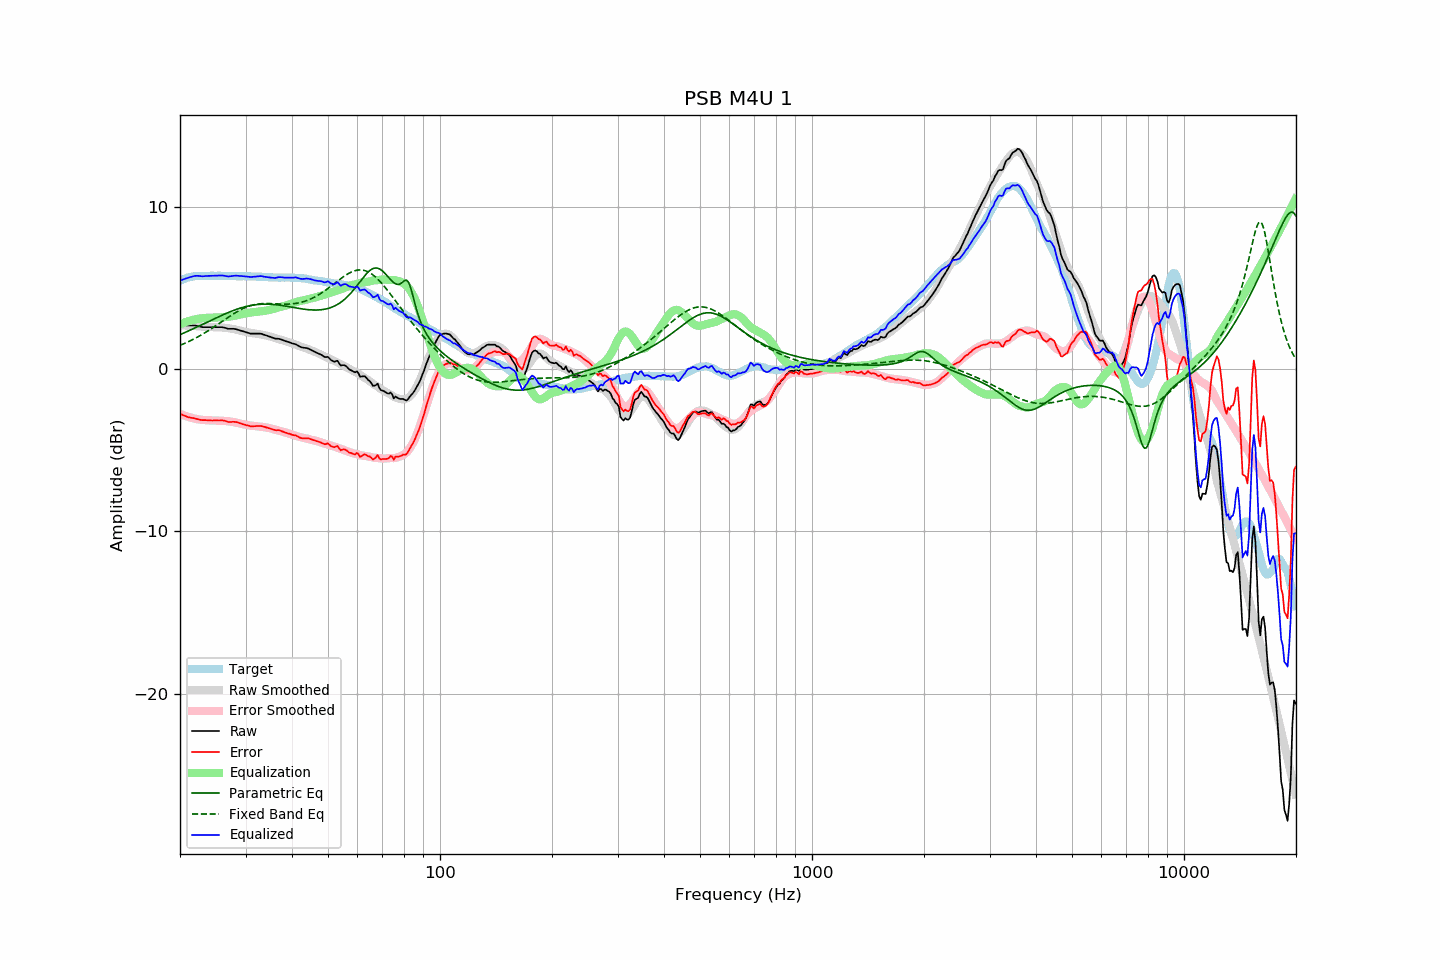 PSB M4U 1
10
0
−10
−20
Amplitude (dBr)
100
1000
10000
Frequency (Hz)
Target
Raw Smoothed
Error Smoothed
Raw
Error
Equalization
Parametric Eq
Fixed Band Eq
Equalized